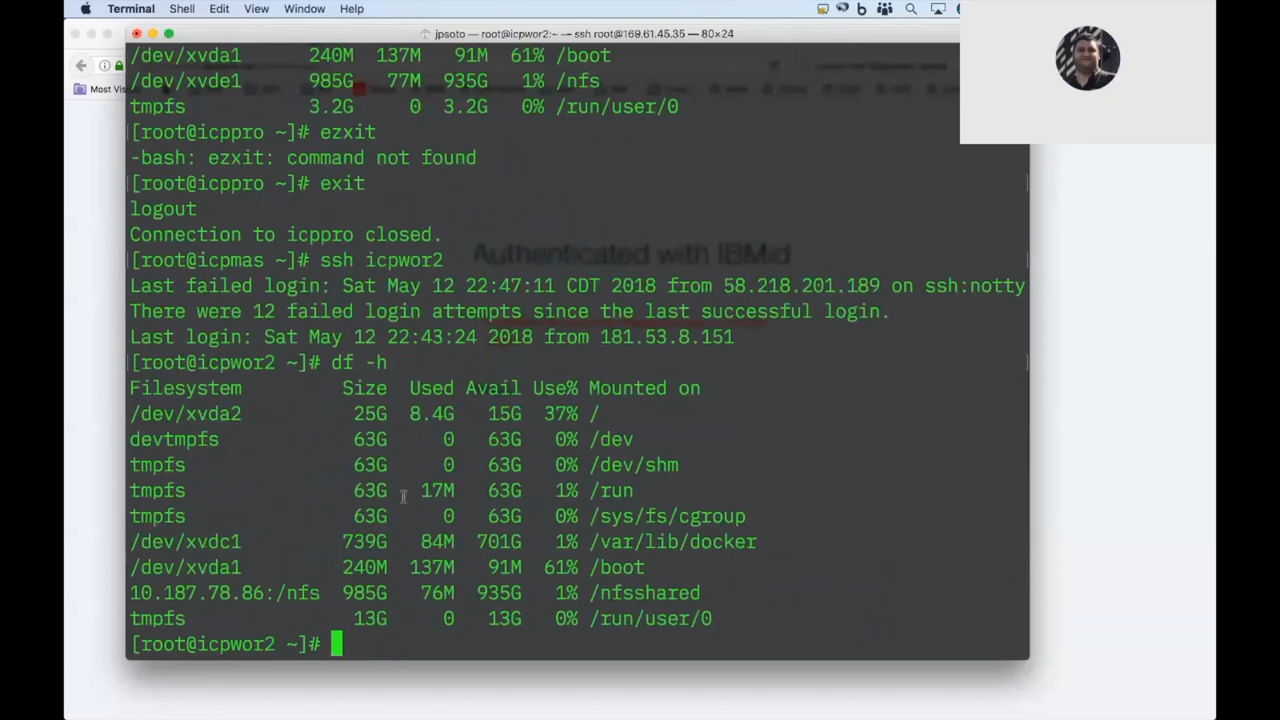 Terminal Shell Edit View Window Help
jpsoto — root@icpwor2:~ — ssh root@169.61.45.35 — 80×24
Most Vis
/dev/xvda1 240M 137M 91M 61% /boot
/dev/xvde1 985G 77M 935G 1% /nfs
tmpfs 3.2G 0 3.2G 0% /run/user/0
[root@icppro ~]# ezxit
-bash: ezxit: command not found
[root@icppro ~]# exit
logout
Connection to icppro closed.
Authenticated with IBMid
[root@icpmas ~]# ssh icpwor2
Last failed login: Sat May 12 22:47:11 CDT 2018 from 58.218.201.189 on ssh:notty
There were 12 failed login attempts since the last successful login.
Last login: Sat May 12 22:43:24 2018 from 181.53.8.151
[root@icpwor2 ~]# df -h
Filesystem Size Used Avail Use% Mounted on
/dev/xvda2 25G 8.4G 15G 37% /
devtmpfs 63G 0 63G 0% /dev
tmpfs 63G 0 63G 0% /dev/shm
tmpfs 63G 17M 63G 1% /run
tmpfs 63G 0 63G 0% /sys/fs/cgroup
/dev/xvdc1 739G 84M 701G 1% /var/lib/docker
/dev/xvda1 240M 137M 91M 61% /boot
10.187.78.86:/nfs 985G 76M 935G 1% /nfsshared
tmpfs 13G 0 13G 0% /run/user/0
[root@icpwor2 ~]#